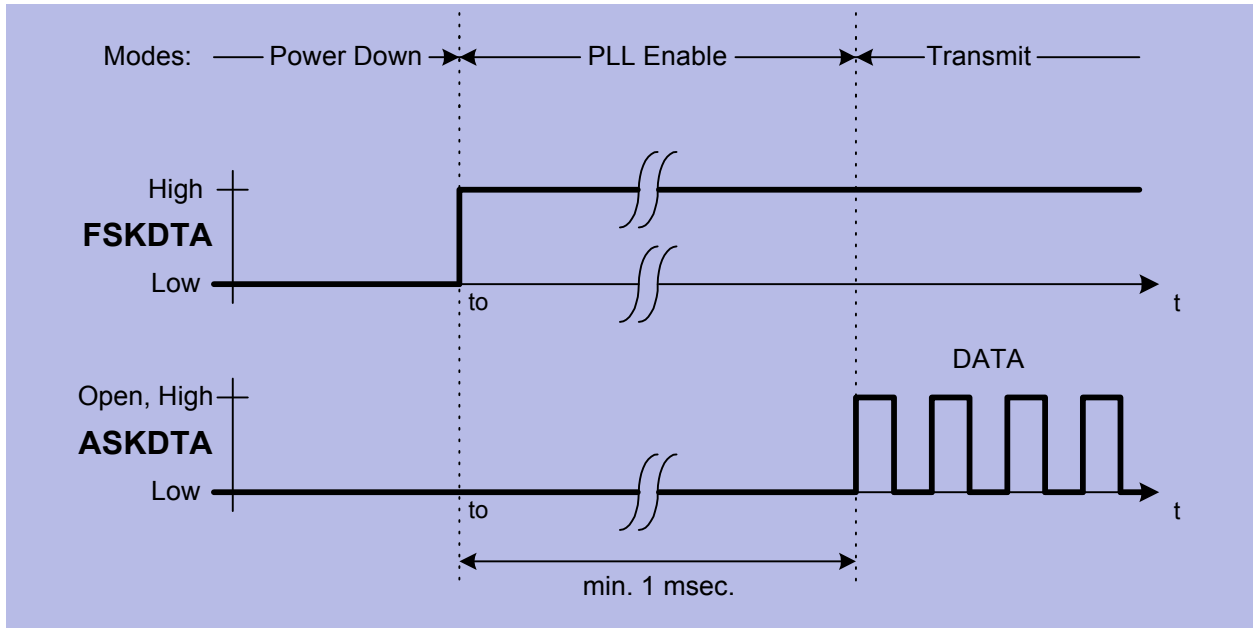 Modes: Power Down PLL Enable Transmit
High
FSKDTA
Low
to
t
DATA
Open, High
ASKDTA
Low
to
t
min. 1 msec.